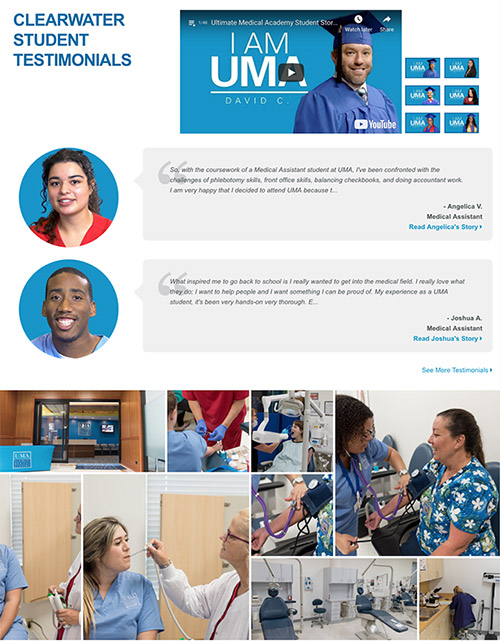 CLEARWATER
STUDENT
TESTIMONIALS
1/46 Ultimate Medical Academy Student Stor...
Watch later
Share
I AM
UMA
DAVID C.
YouTube
So, with the coursework of a Medical Assistant student at UMA, I've been confronted with the
challenges of phlebotomy skills, front office skills, balancing checkbooks, and doing accountant work.
I am very happy that I decided to attend UMA because t...
- Angelica V.
Medical Assistant
Read Angelica's Story
What inspired me to go back to school is I really wanted to get into the medical field. I really love what
they do; I want to help people and I want something I can be proud of. My experience as a UMA
student, it's been very hands-on very thorough. E...
- Joshua A.
Medical Assistant
Read Joshua's Story
See More Testimonials
UMA